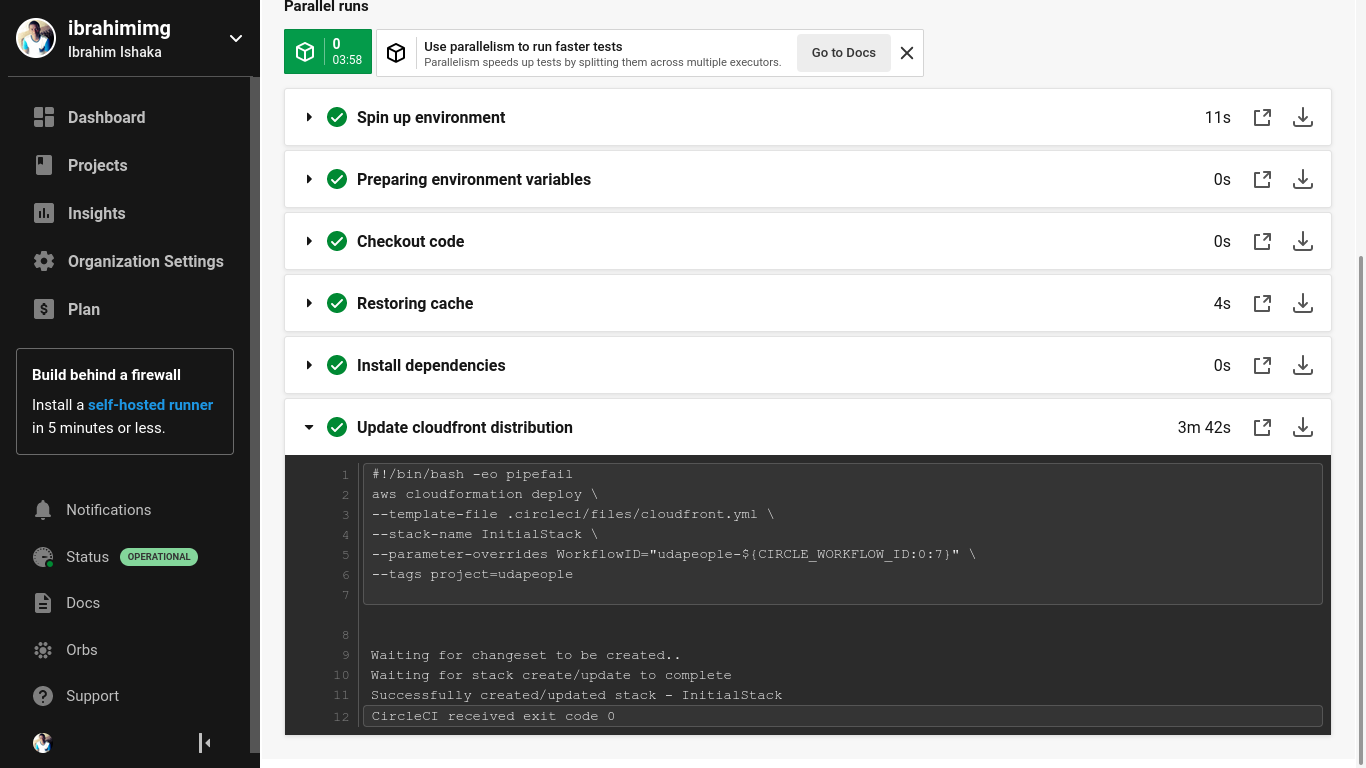 ibrahimimg
Ibrahim Ishaka
Dashboard
Projects
Insights
Organization Settings
Plan
Build behind a firewall
Install a self-hosted runner
in 5 minutes or less.
Notifications
Status OPERATIONAL
Docs
Orbs
Support
Parallel runs
0
03:58
Use parallelism to run faster tests
Parallelism speeds up tests by splitting them across multiple executors.
Go to Docs
Spin up environment 11s
Preparing environment variables 0s
Checkout code 0s
Restoring cache 4s
Install dependencies 0s
Update cloudfront distribution 3m 42s
1 #!/bin/bash -eo pipefail
2 aws cloudformation deploy \
3 --template-file .circleci/files/cloudfront.yml \
4 --stack-name InitialStack \
5 --parameter-overrides WorkflowID="udapeople-${CIRCLE_WORKFLOW_ID:0:7}" \
6 --tags project=udapeople
7
8
9 Waiting for changeset to be created..
10 Waiting for stack create/update to complete
11 Successfully created/updated stack - InitialStack
12 CircleCI received exit code 0